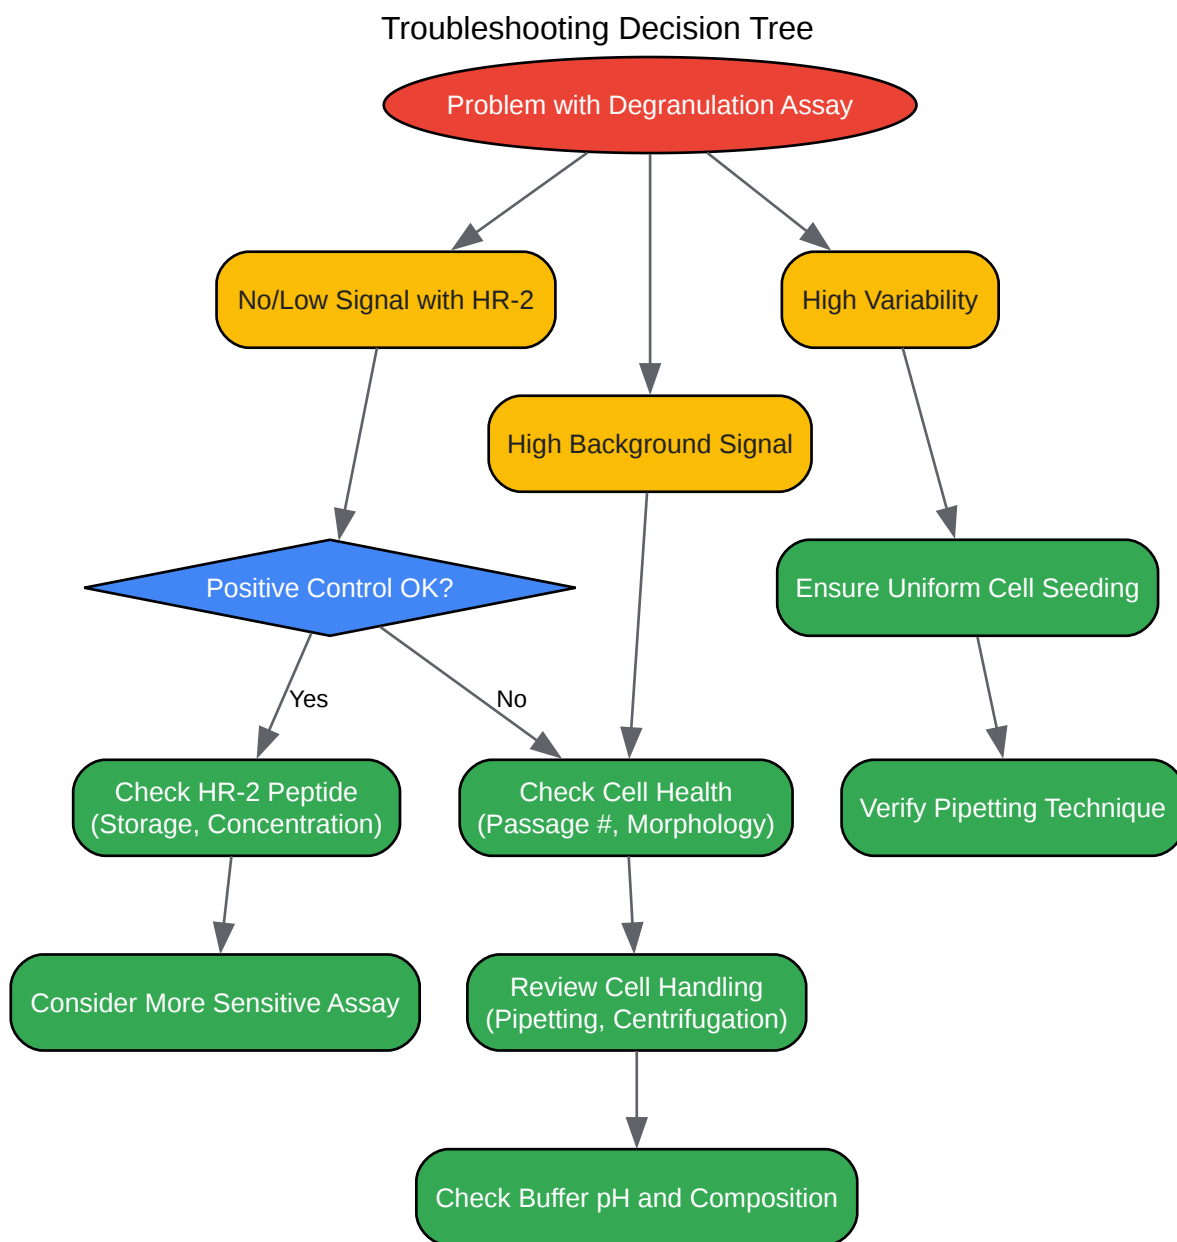 Troubleshooting Decision Tree
Problem with Degranulation Assay
No/Low Signal with HR-2
High Variability
High Background Signal
Positive Control OK?
Ensure Uniform Cell Seeding
Yes
No
Check HR-2 Peptide
(Storage, Concentration)
Check Cell Health
(Passage #, Morphology)
Verify Pipetting Technique
Consider More Sensitive Assay
Review Cell Handling
(Pipetting, Centrifugation)
Check Buffer pH and Composition